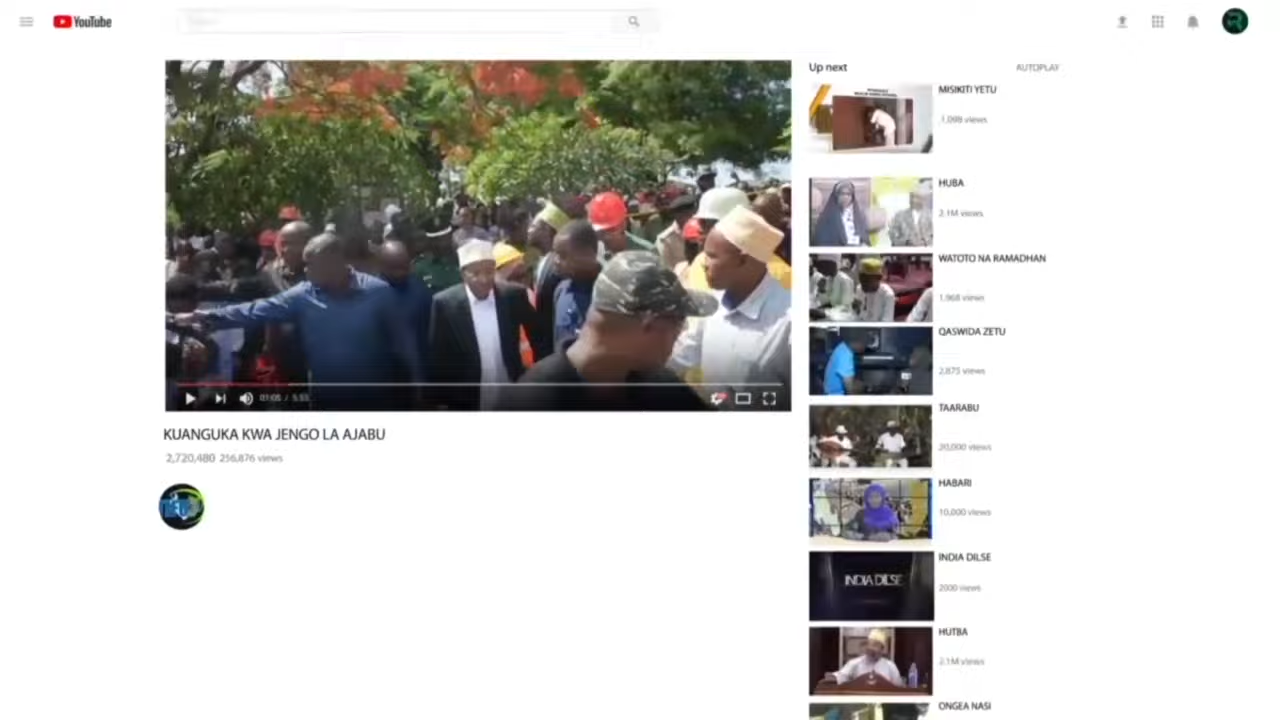 YouTube
Up next
AUTOPLAY
MISIKITI YETU
1,098 views
HUBA
2.1M views
WATOTO NA RAMADHAN
1,968 views
QASWIDA ZETU
2,875 views
TAARABU
20,000 views
HABARI
10,000 views
INDIA DILSE
INDIA DILSE
2000 views
HUTBA
2.1M views
ONGEA NASI
KUANGUKA KWA JENGO LA AJABU
2,720,480 256,876 views